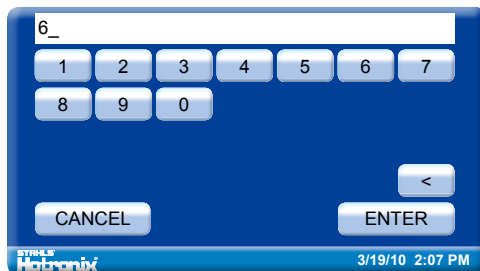 6_
1 2 3 4 5 6 7
8 9 0
<
CANCEL ENTER
STAHLS'
Hotronix 3/19/10 2:07 PM